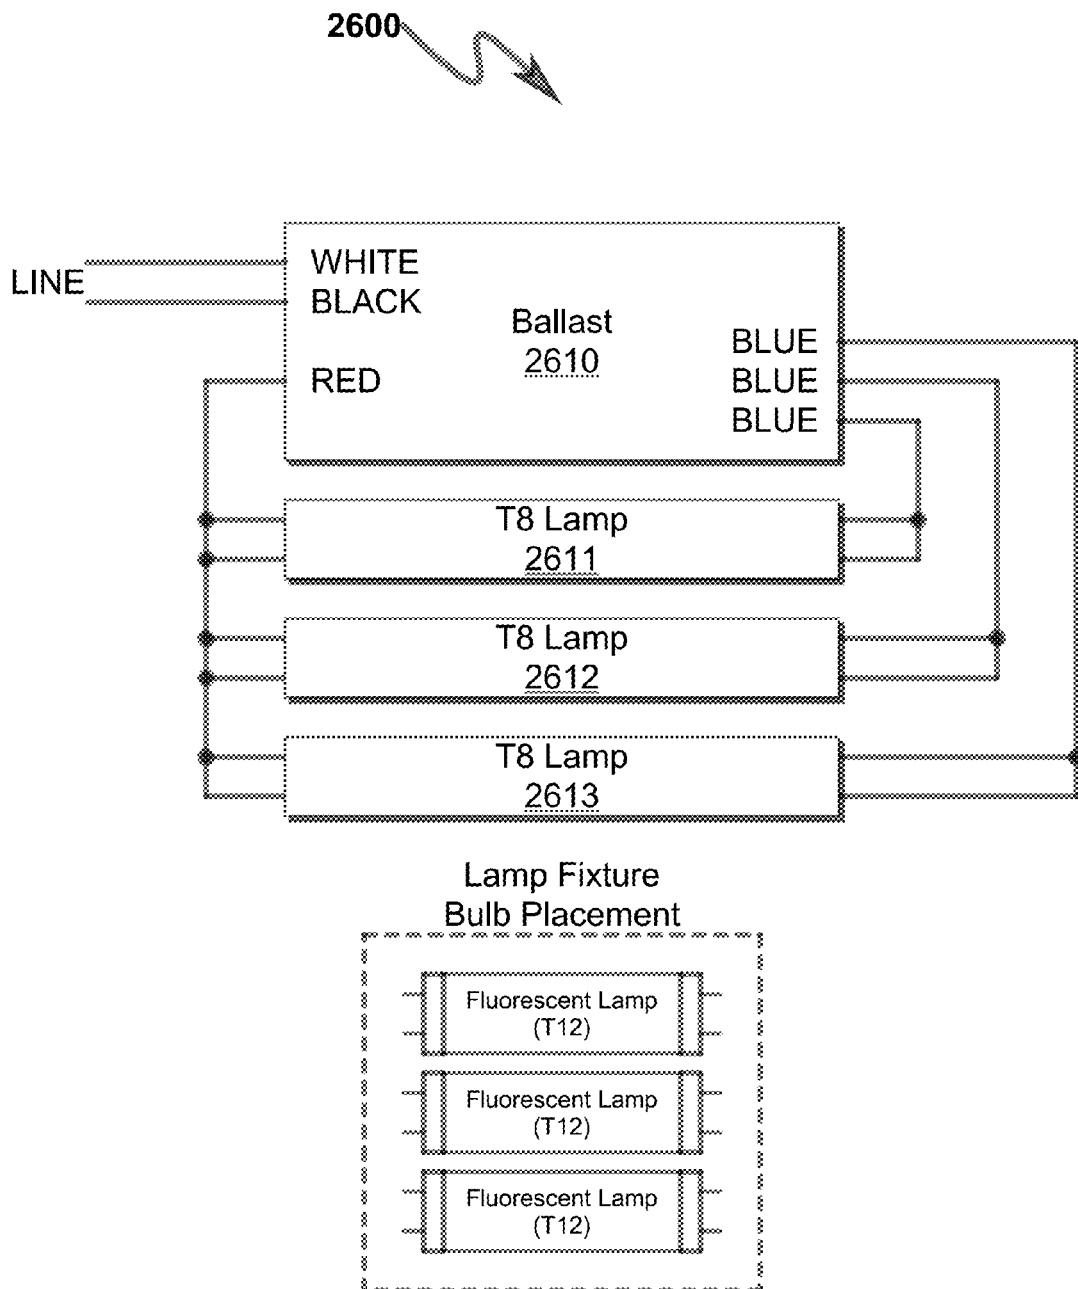 2600
LINE
WHITE
BLACK
RED
Ballast
2610
BLUE
BLUE
BLUE
T8 Lamp
2611
T8 Lamp
2612
T8 Lamp
2613
Lamp Fixture
Bulb Placement
Fluorescent Lamp
(T12)
Fluorescent Lamp
(T12)
Fluorescent Lamp
(T12)